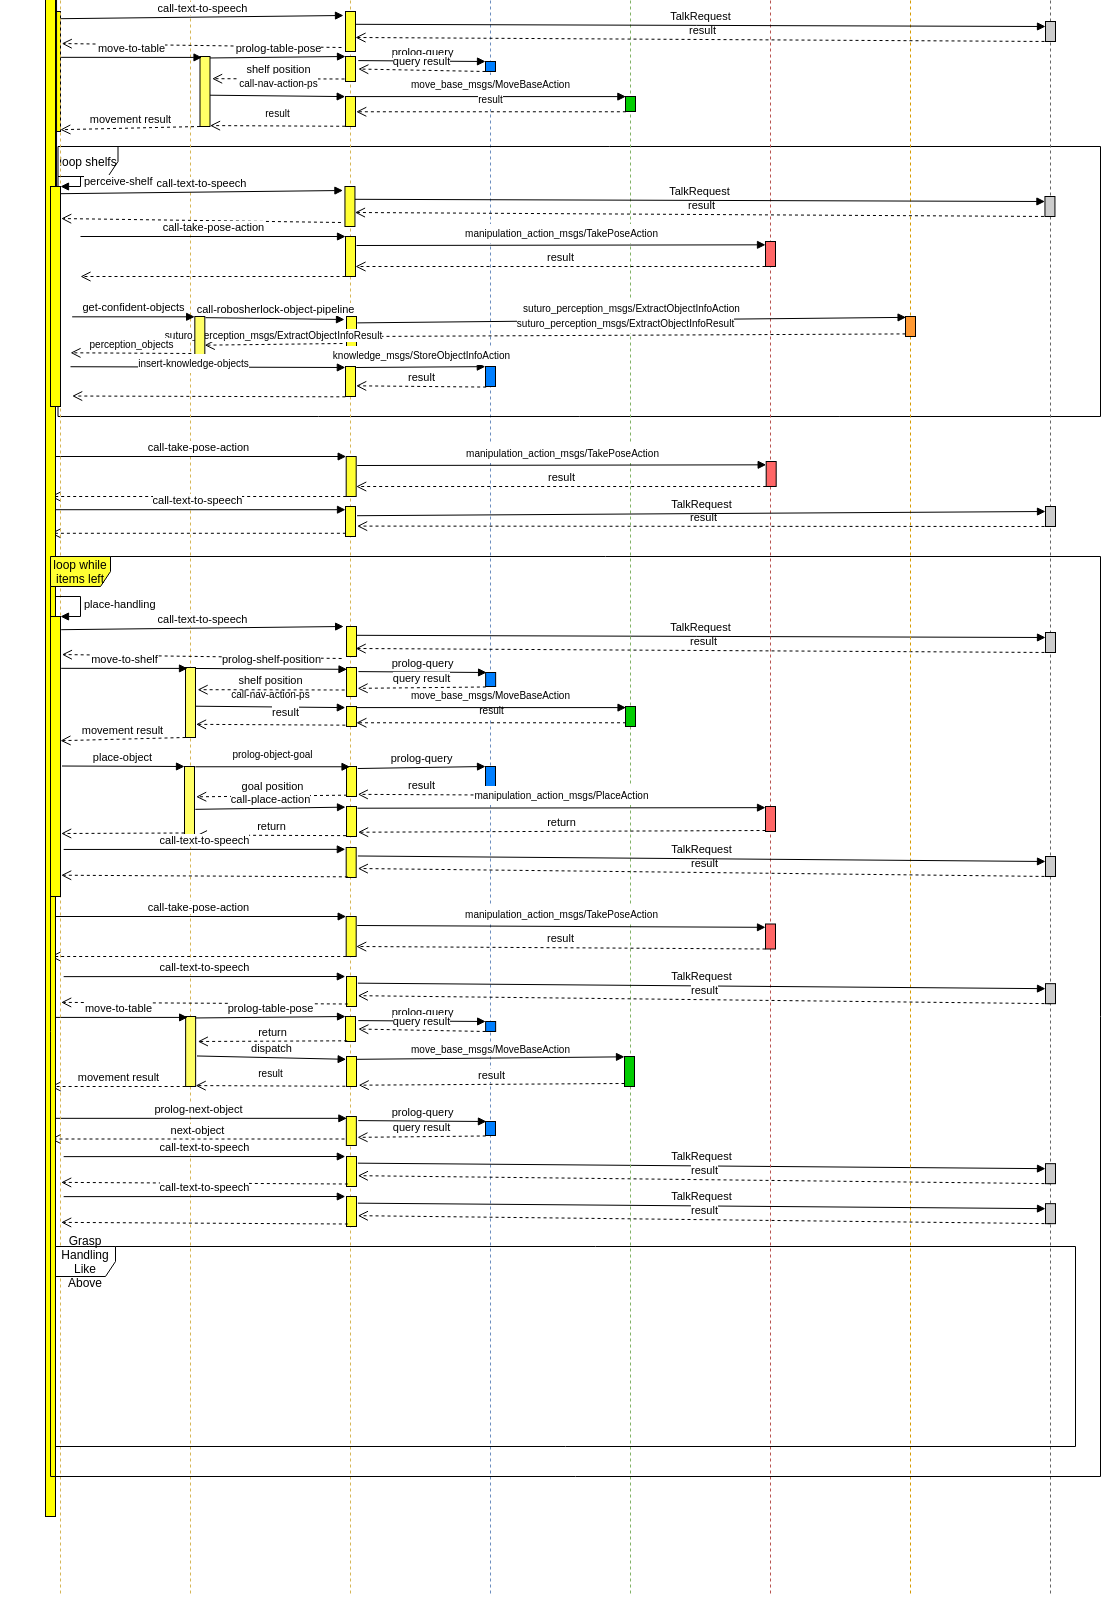 call-text-to-speech
TalkRequest
result
move-to-table
prolog-table-pose
prolog-query
query result
shelf position
call-nav-action-ps
move_base_msgs/MoveBaseAction
result
result
movement result
loop shelfs
perceive-shelf
call-text-to-speech
TalkRequest
result
call-take-pose-action
manipulation_action_msgs/TakePoseAction
result
get-confident-objects
call-robosherlock-object-pipeline
suturo_perception_msgs/ExtractObjectInfoAction
suturo_perception_msgs/ExtractObjectInfoResult
suturo_perception_msgs/ExtractObjectInfoResult
perception_objects
knowledge_msgs/StoreObjectInfoAction
insert-knowledge-objects
result
call-take-pose-action
manipulation_action_msgs/TakePoseAction
result
call-text-to-speech
TalkRequest
result
loop while
items left
place-handling
call-text-to-speech
TalkRequest
result
move-to-shelf
prolog-shelf-position
prolog-query
query result
shelf position
call-nav-action-ps
move_base_msgs/MoveBaseAction
result
result
movement result
place-object
prolog-object-goal
prolog-query
result
goal position
call-place-action
manipulation_action_msgs/PlaceAction
return
return
call-text-to-speech
TalkRequest
result
call-take-pose-action
manipulation_action_msgs/TakePoseAction
result
call-text-to-speech
TalkRequest
result
move-to-table
prolog-table-pose
prolog-query
query result
return
dispatch
move_base_msgs/MoveBaseAction
result
result
movement result
prolog-next-object
prolog-query
query result
next-object
call-text-to-speech
TalkRequest
result
call-text-to-speech
TalkRequest
result
Grasp
Handling
Like
Above